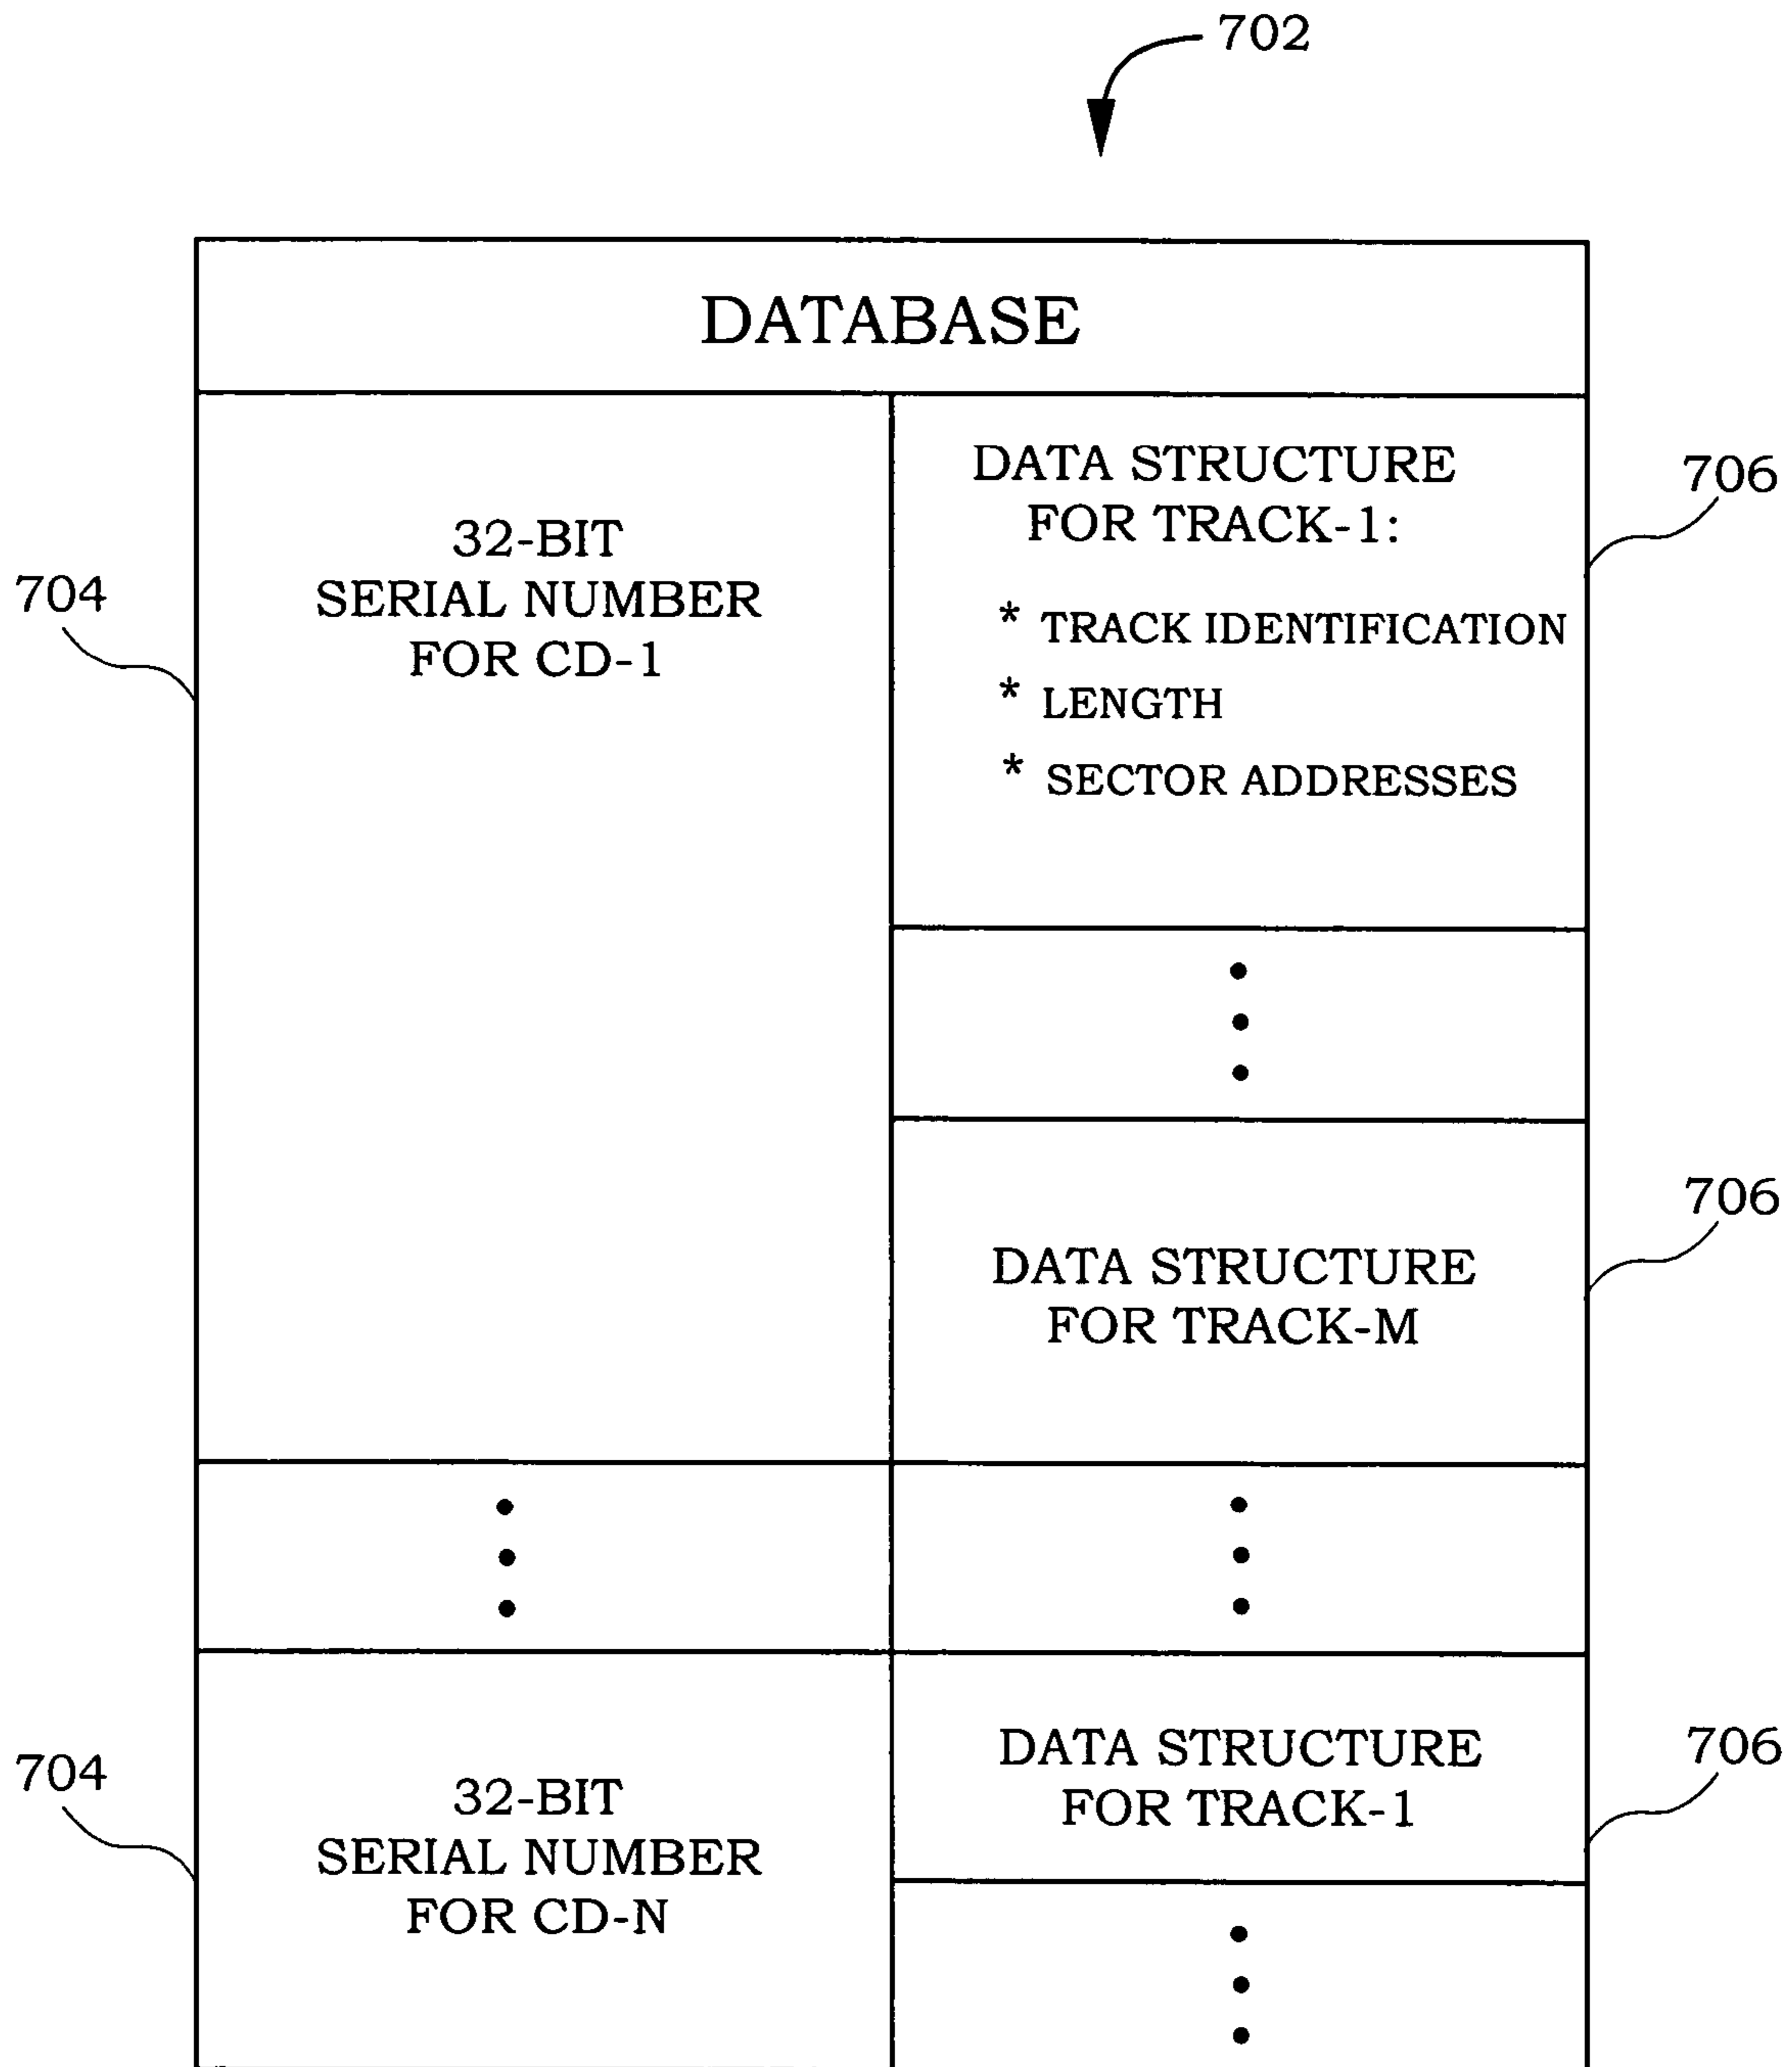 702
DATABASE
32-BIT
SERIAL NUMBER
FOR CD-1
704
DATA STRUCTURE
FOR TRACK-1:
* TRACK IDENTIFICATION
* LENGTH
* SECTOR ADDRESSES
706
DATA STRUCTURE
FOR TRACK-M
706
704
32-BIT
SERIAL NUMBER
FOR CD-N
DATA STRUCTURE
FOR TRACK-1
706